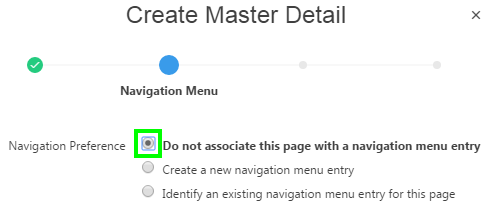 Create Master Detail
Navigation Menu
Navigation Preference
Do not associate this page with a navigation menu entry
Create a new navigation menu entry
Identify an existing navigation menu entry for this page